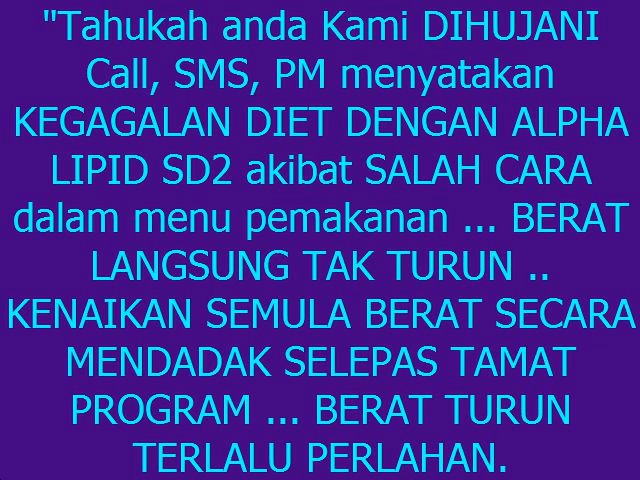 "Tahukah anda Kami DIHUJANI
Call, SMS, PM menyatakan
KEGAGALAN DIET DENGAN ALPHA
LIPID SD2 akibat SALAH CARA
dalam menu pemakanan ... BERAT
LANGSUNG TAK TURUN ..
KENAIKAN SEMULA BERAT SECARA
MENDADAK SELEPAS TAMAT
PROGRAM ... BERAT TURUN
TERLALU PERLAHAN.